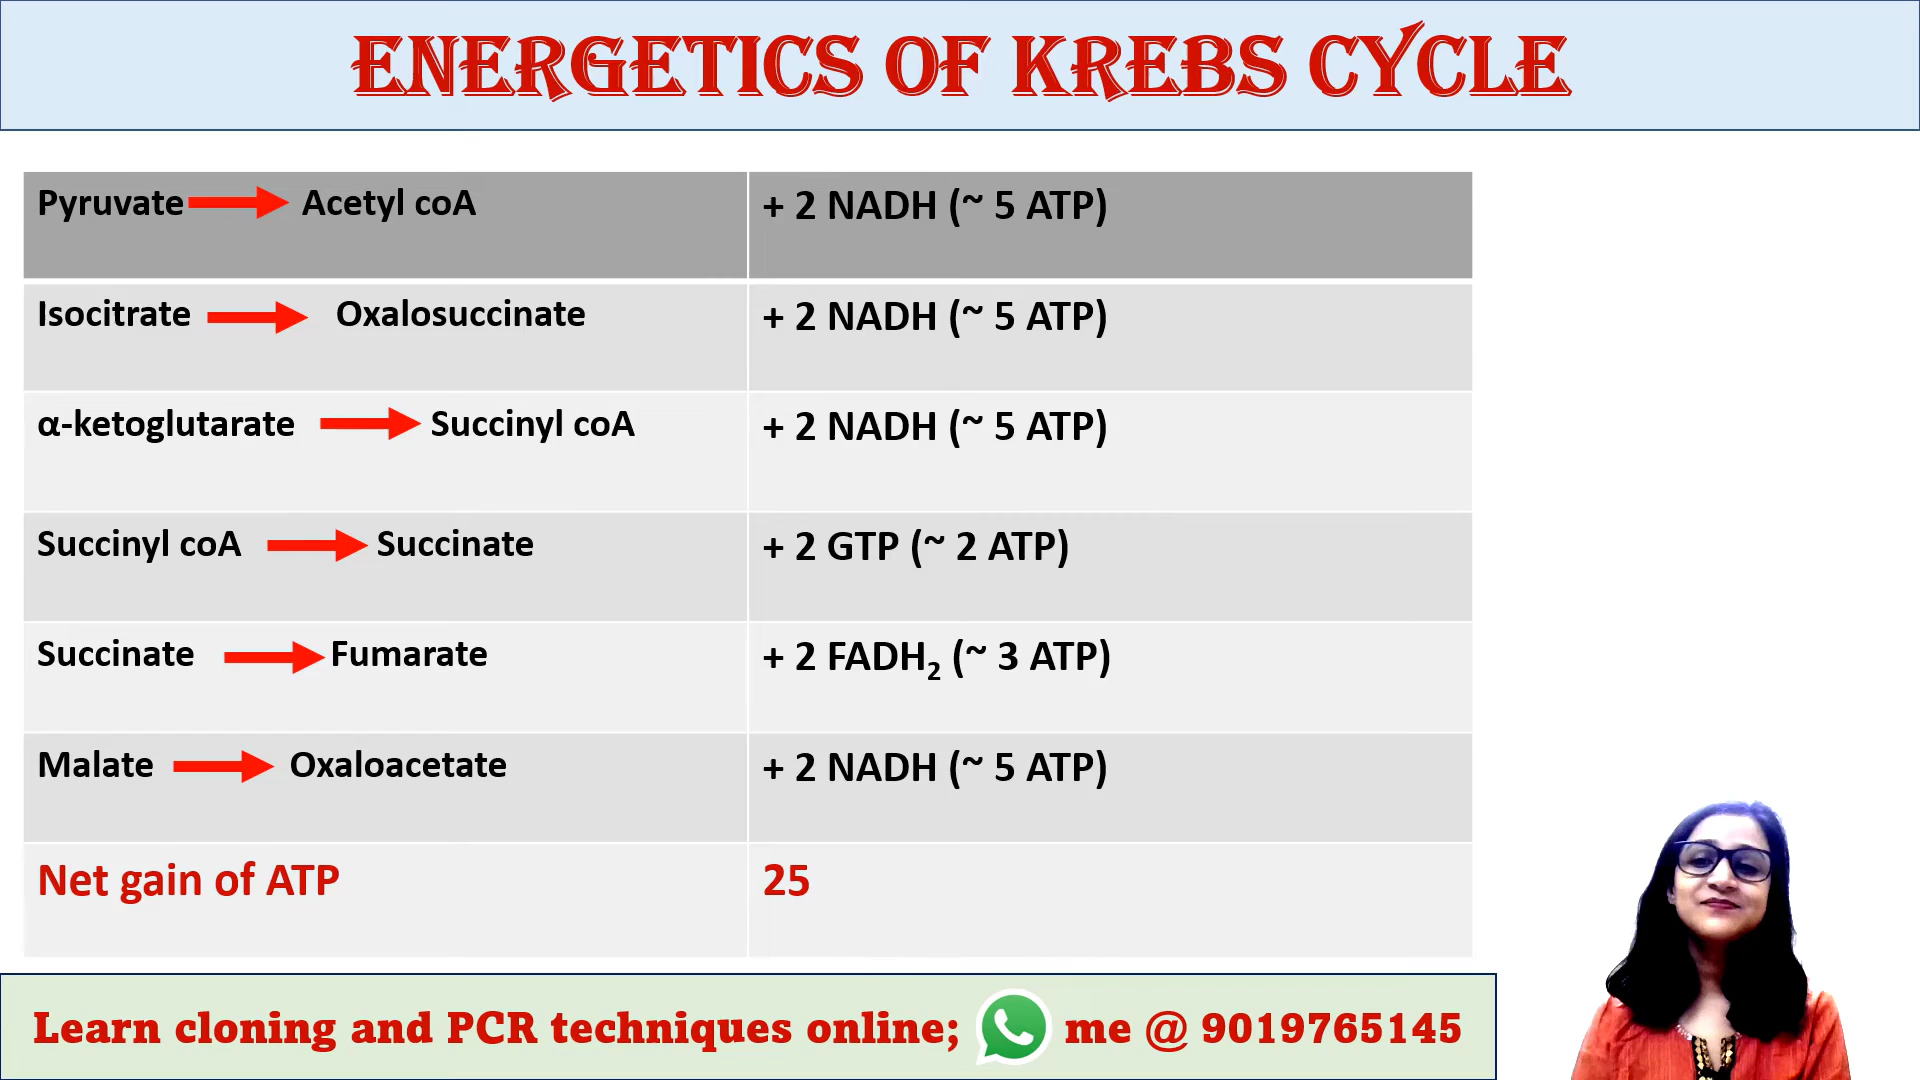 ENERGETICS OF KREBS CYCLE
Pyruvate Acetyl coA + 2 NADH (~ 5 ATP)
Isocitrate Oxalosuccinate + 2 NADH (~ 5 ATP)
α-ketoglutarate Succinyl coA + 2 NADH (~ 5 ATP)
Succinyl coA Succinate + 2 GTP (~ 2 ATP)
Succinate Fumarate + 2 FADH₂ (~ 3 ATP)
Malate Oxaloacetate + 2 NADH (~ 5 ATP)
Net gain of ATP 25
Learn cloning and PCR techniques online; me @ 9019765145